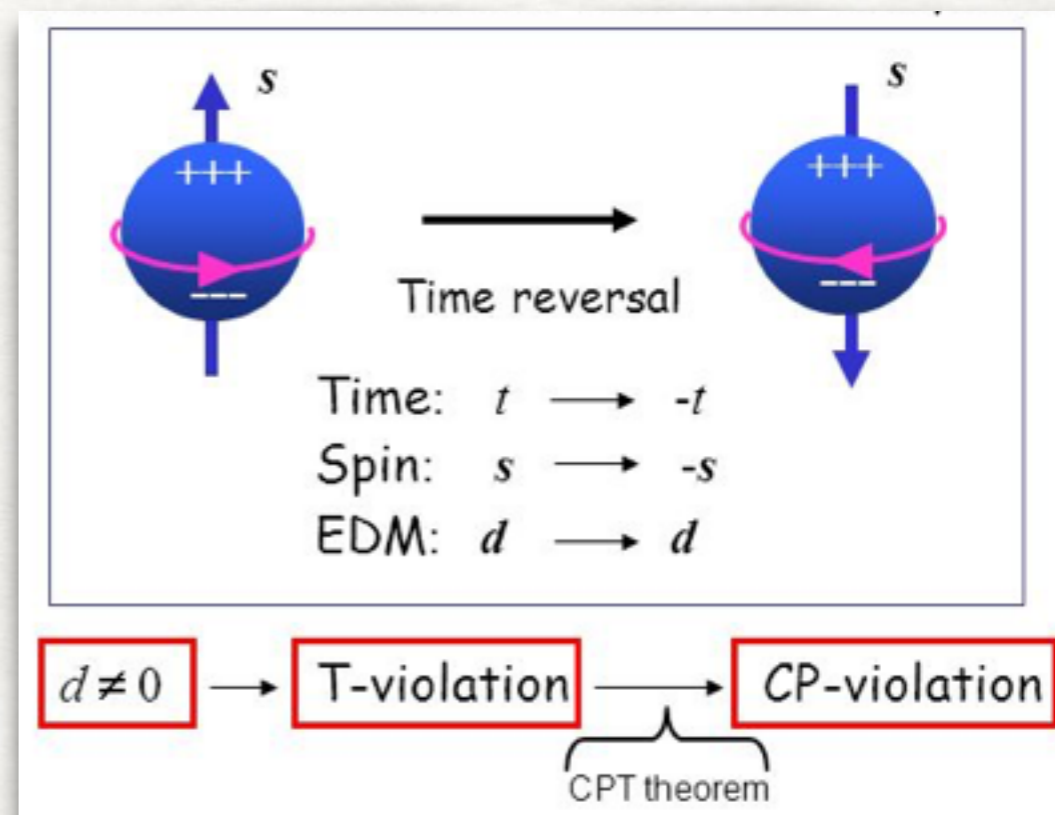 s s
+++ +++
--- ---
Time reversal
Time: t → -t
Spin: s → -s
EDM: d → d
d ≠ 0 → T-violation → CP-violation
CPT theorem